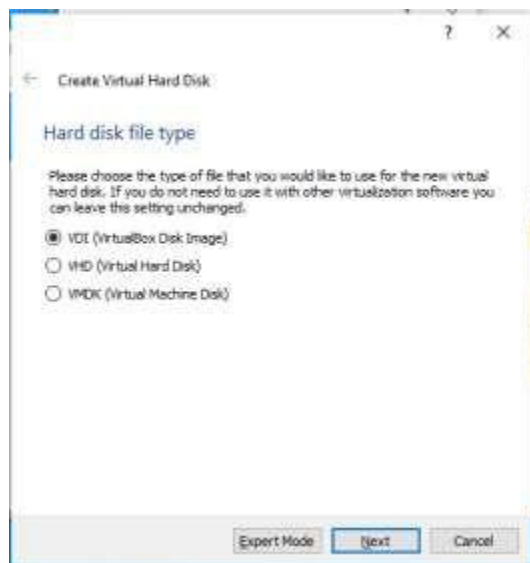 ?
Create Virtual Hard Disk
Hard disk file type
Please choose the type of file that you would like to use for the new virtual
hard disk. If you do not need to use it with other virtualization software you
can leave this setting unchanged.
VDI (VirtualBox Disk Image)
VHD (Virtual Hard Disk)
VMDK (Virtual Machine Disk)
Expert Mode Next Cancel